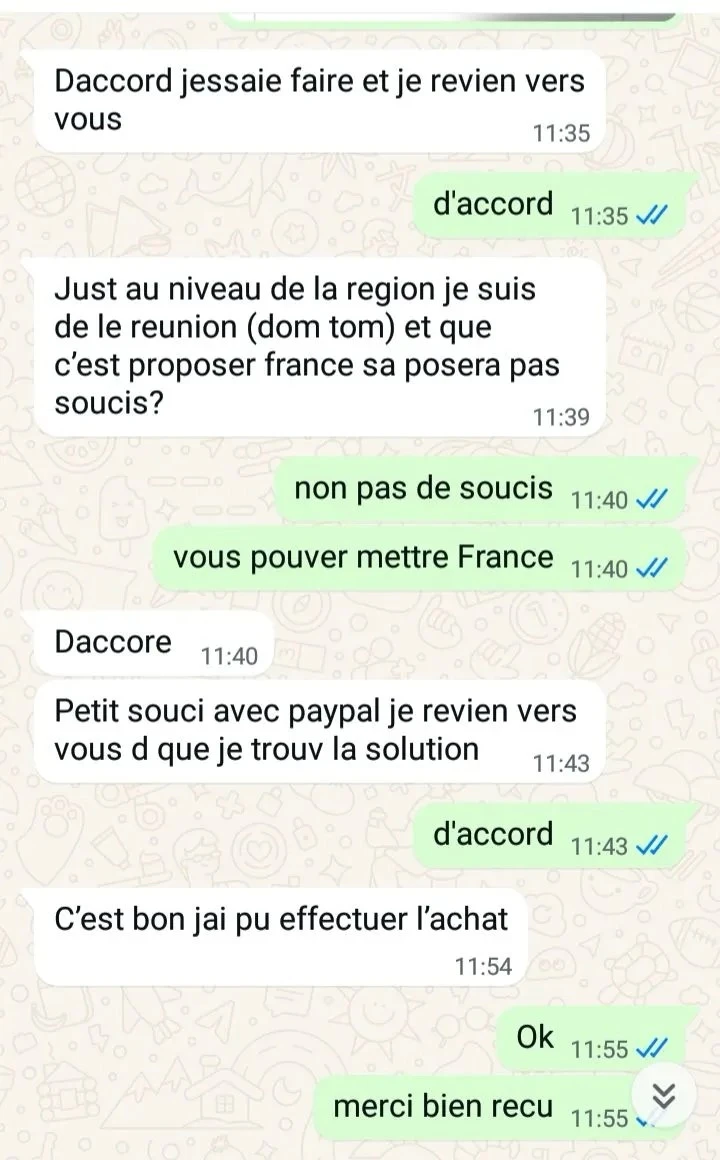 Daccord jessaie faire et je revien vers
vous
11:35
d'accord 11:35
Just au niveau de la region je suis
de le reunion (dom tom) et que
c'est proposer france sa posera pas
soucis?
11:39
non pas de soucis 11:40
vous pouver mettre France 11:40
Daccore 11:40
Petit souci avec paypal je revien vers
vous d que je trouv la solution 11:43
d'accord 11:43
C'est bon jai pu effectuer l'achat
11:54
Ok 11:55
merci bien recu 11:55